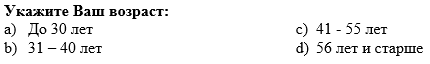 Укажите Ваш возраст:
a) До 30 лет c) 41 - 55 лет
b) 31 – 40 лет d) 56 лет и старше